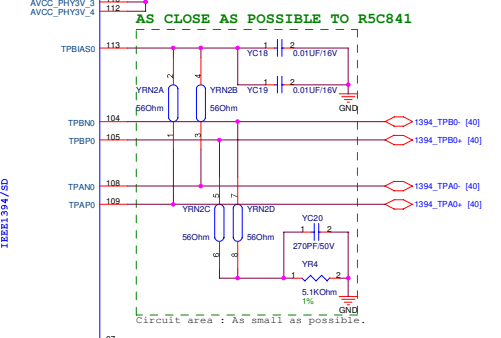 AVCC_PHY3V_3
AVCC_PHY3V_4 112
AS CLOSE AS POSSIBLE TO R5C841
TPBIAS0 113
YC18 1 2 0.01UF/16V
YRN2A YRN2B
2 4
56Ohm 56Ohm
YC19 1 2 0.01UF/16V
GND
TPBN0 104 1394_TPB0- [40]
TPBP0 105 1394_TPB0+ [40]
1 3
TPAN0 108 1394_TPA0- [40]
TPAP0 109 1394_TPA0+ [40]
IEEE1394/SD
5 7
YRN2C YRN2D
56Ohm 56Ohm
6 8
YC20
1 2
270PF/50V
YR4
1 2
5.1KOhm
1%
GND
Circuit area : As small as possible.